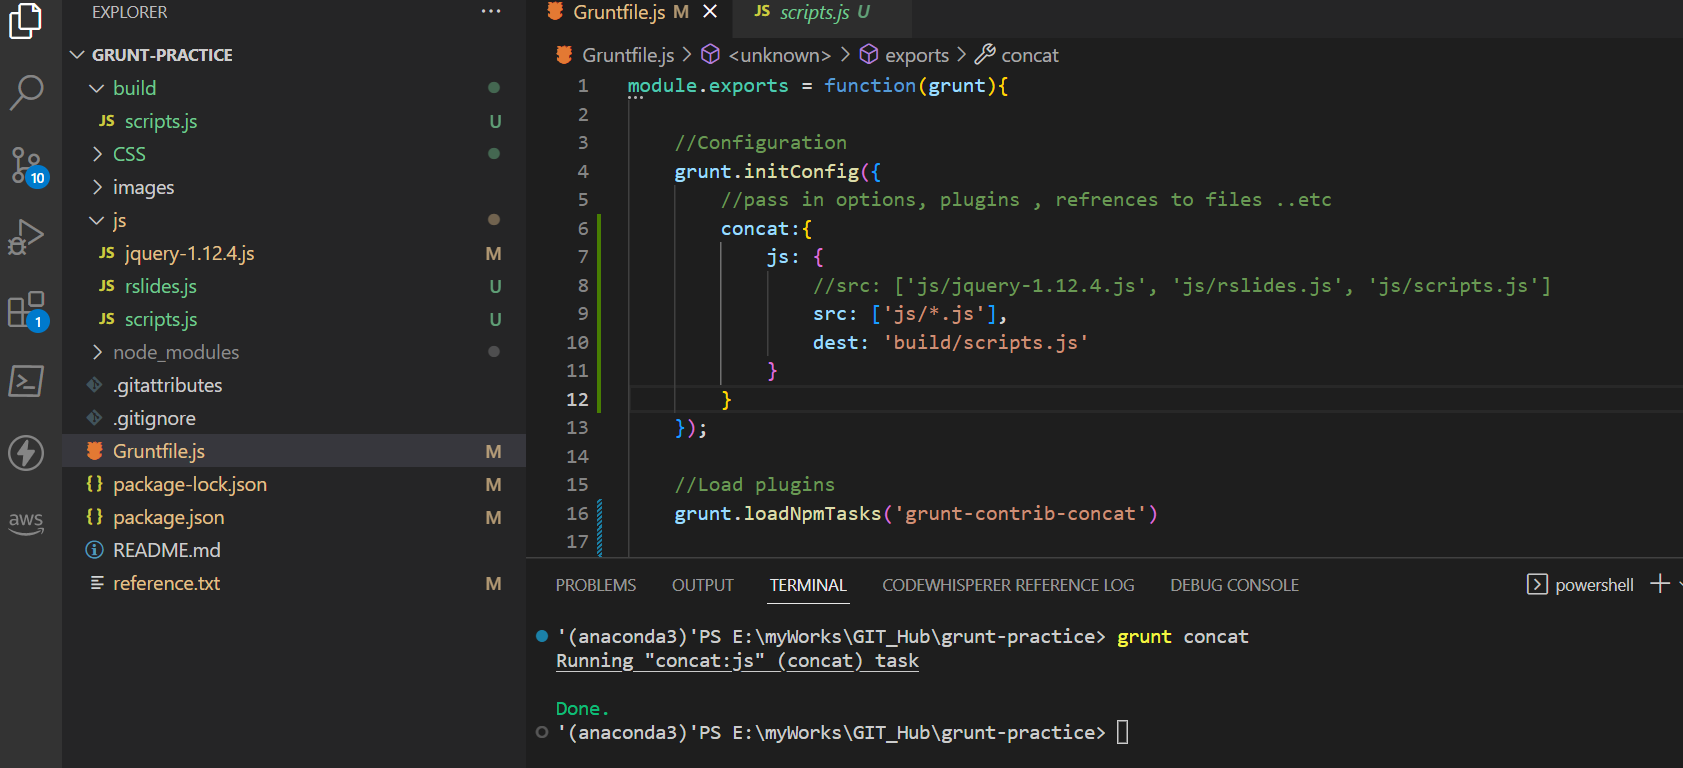 EXPLORER
GRUNT-PRACTICE
build
JS scripts.js U
CSS
images
js
JS jquery-1.12.4.js M
JS rslides.js U
JS scripts.js U
node_modules
.gitattributes
.gitignore
Gruntfile.js M
{} package-lock.json M
{} package.json M
README.md
reference.txt M
10
1
aws
Gruntfile.js M
JS scripts.js U
Gruntfile.js > <unknown> > exports > concat
1 module.exports = function(grunt){
2
3 //Configuration
4 grunt.initConfig({
5 //pass in options, plugins , refrences to files ..etc
6 concat:{
7 js: {
8 //src: ['js/jquery-1.12.4.js', 'js/rslides.js', 'js/scripts.js']
9 src: ['js/*.js'],
10 dest: 'build/scripts.js'
11 }
12 }
13 });
14
15 //Load plugins
16 grunt.loadNpmTasks('grunt-contrib-concat')
17
PROBLEMS OUTPUT TERMINAL CODEWHISPERER REFERENCE LOG DEBUG CONSOLE powershell
'(anaconda3)'PS E:\myWorks\GIT_Hub\grunt-practice> grunt concat
Running "concat:js" (concat) task
Done.
'(anaconda3)'PS E:\myWorks\GIT_Hub\grunt-practice>